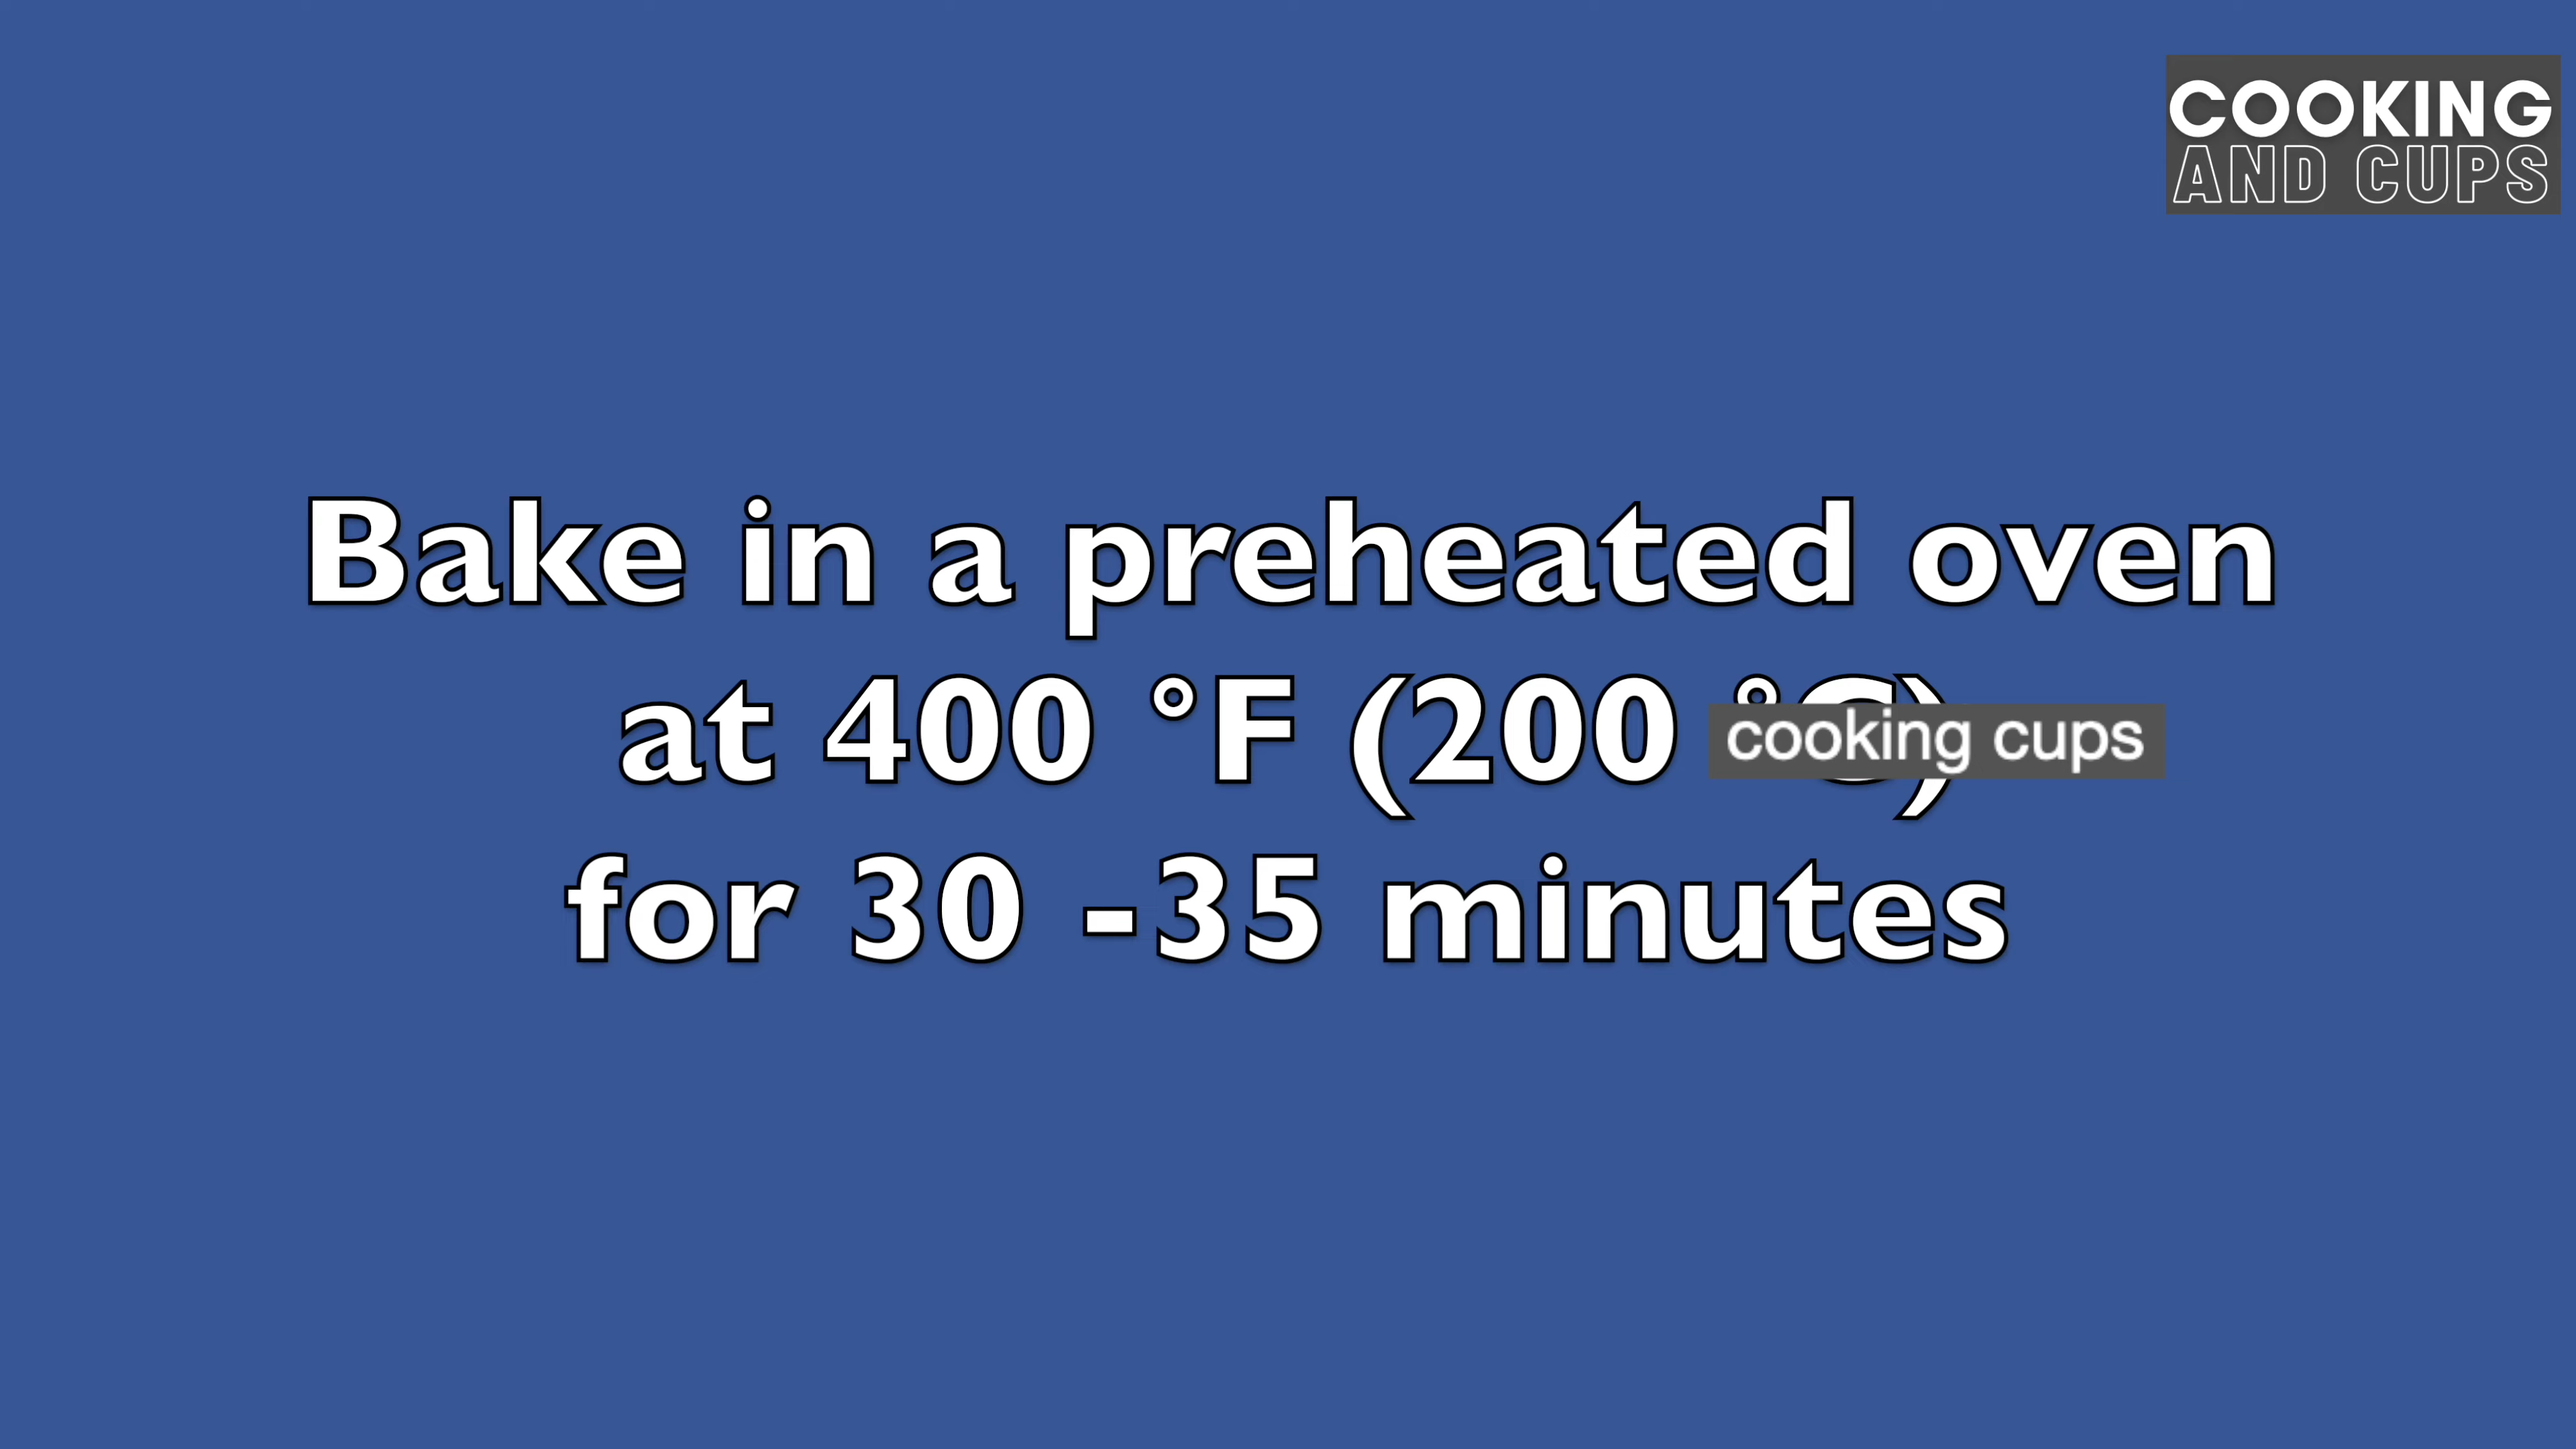 COOKING
AND CUPS
Bake in a preheated oven
at 400 °F (200 °C)
cooking cups
for 30 -35 minutes